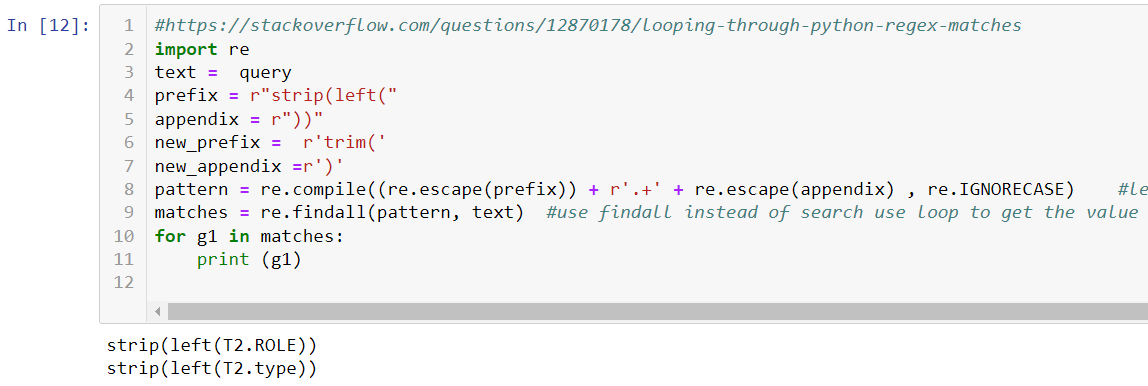 In [12]:
1 #https://stackoverflow.com/questions/12870178/looping-through-python-regex-matches
2 import re
3 text =  query
4 prefix = r"strip(left("
5 appendix = r"))"
6 new_prefix =  r'trim('
7 new_appendix =r')'
8 pattern = re.compile((re.escape(prefix)) + r'.+' + re.escape(appendix) , re.IGNORECASE)    #le
9 matches = re.findall(pattern, text)  #use findall instead of search use loop to get the value
10 for g1 in matches:
11     print (g1)
12
strip(left(T2.ROLE))
strip(left(T2.type))